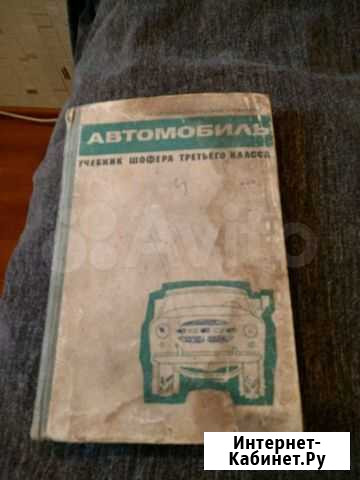 АВТОМОБИЛЬ
УЧЕБНИК ШОФЕРА ТРЕТЬЕГО КЛАССА
Avito
Интернет-
Кабинет.Ру